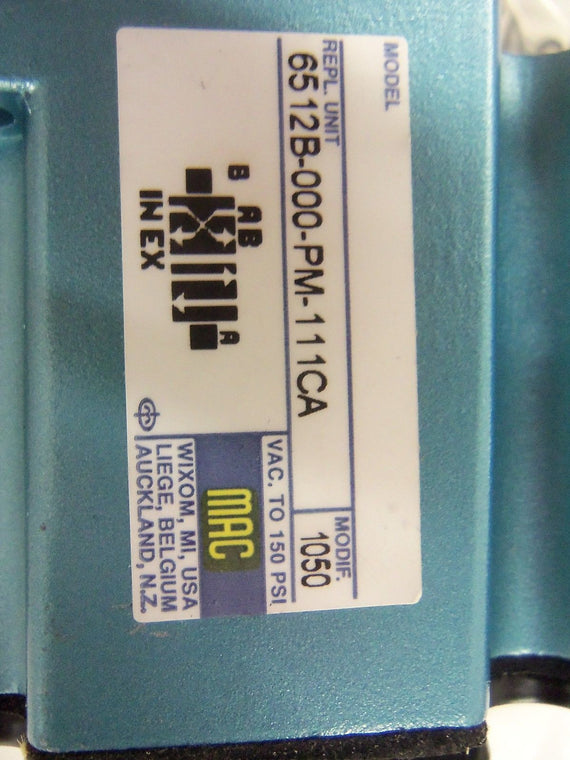 MODEL
REPL. UNIT
6512B-000-PM-111CA
MODIF.
1050
B
AB
A
IN EX
VAC. TO 150 PSI
MAC
WIXOM, MI, USA
LIEGE, BELGIUM
AUCKLAND, N.Z.